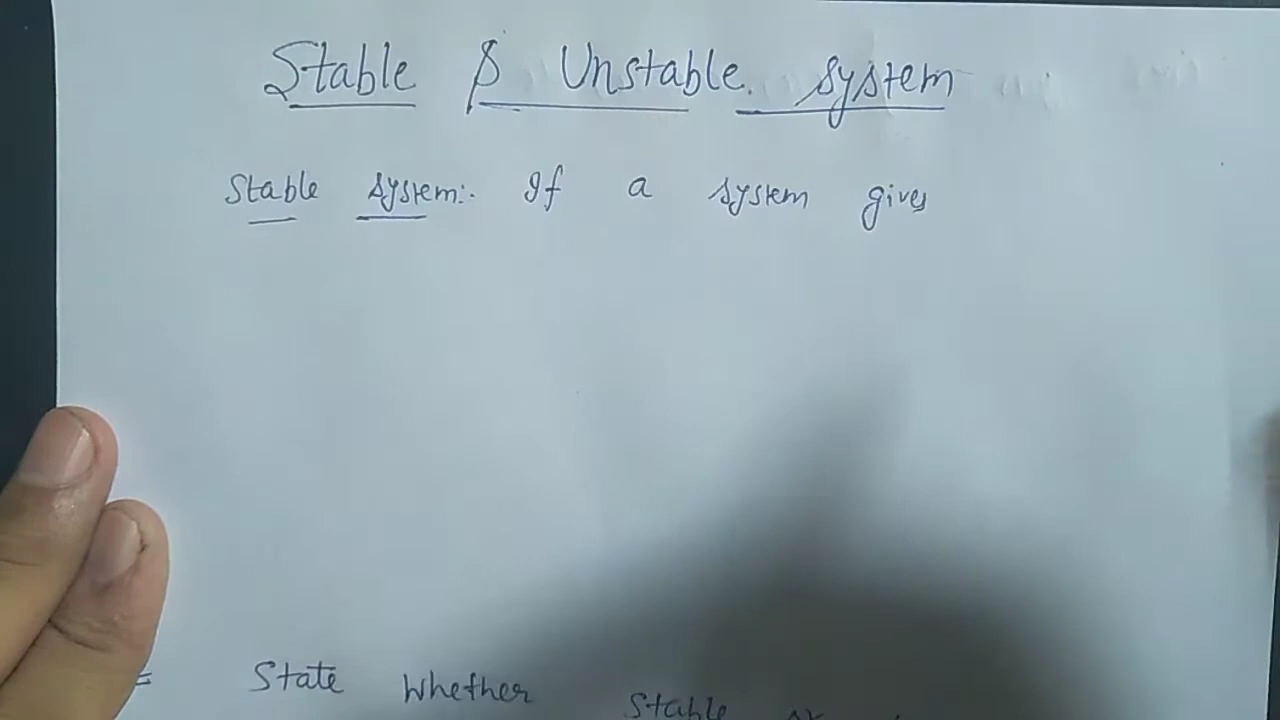 Stable & Unstable system
Stable system:- If a system gives
= State Whether Stable